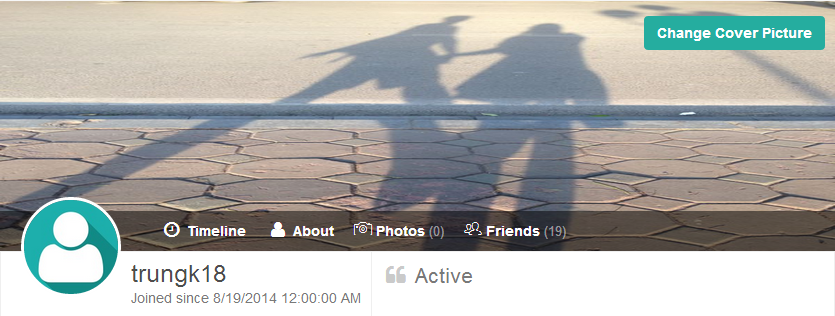 Change Cover Picture
Timeline About Photos (0) Friends (19)
trungk18
Joined since 8/19/2014 12:00:00 AM
Active